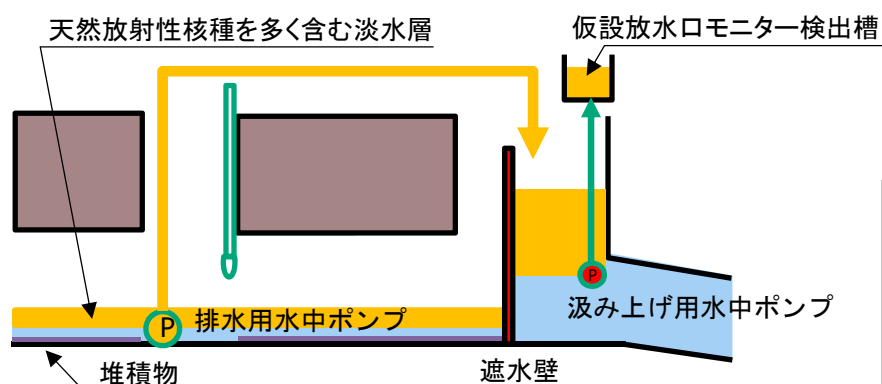 天然放射性核種を多く含む淡水層
仮設放水口モニター検出槽
P
P
排水用水中ポンプ
汲み上げ用水中ポンプ
堆積物
遮水壁